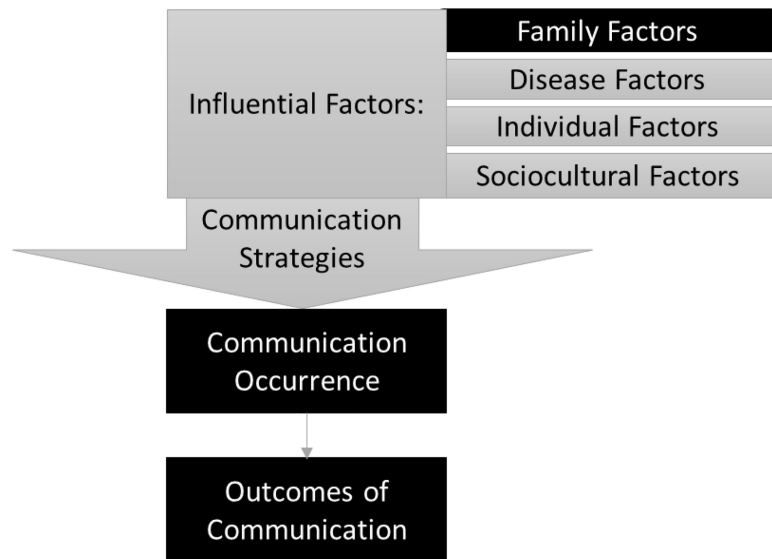 Influential Factors:
Family Factors
Disease Factors
Individual Factors
Sociocultural Factors
Communication
Strategies
Communication
Occurrence
Outcomes of
Communication